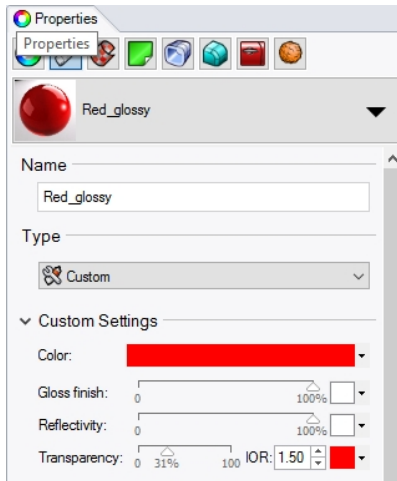 Properties
Properties
Red_glossy
Name
Red_glossy
Type
Custom
Custom Settings
Color:
Gloss finish: 0 100%
Reflectivity: 0 100%
Transparency: 0 31% 100 IOR: 1.50